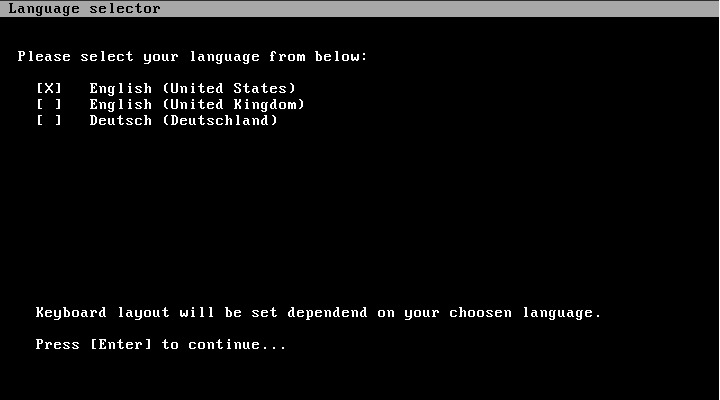 Language selector
Please select your language from below:
[X] English (United States)
[ ] English (United Kingdom)
[ ] Deutsch (Deutschland)
Keyboard layout will be set dependend on your choosen language.
Press [Enter] to continue...